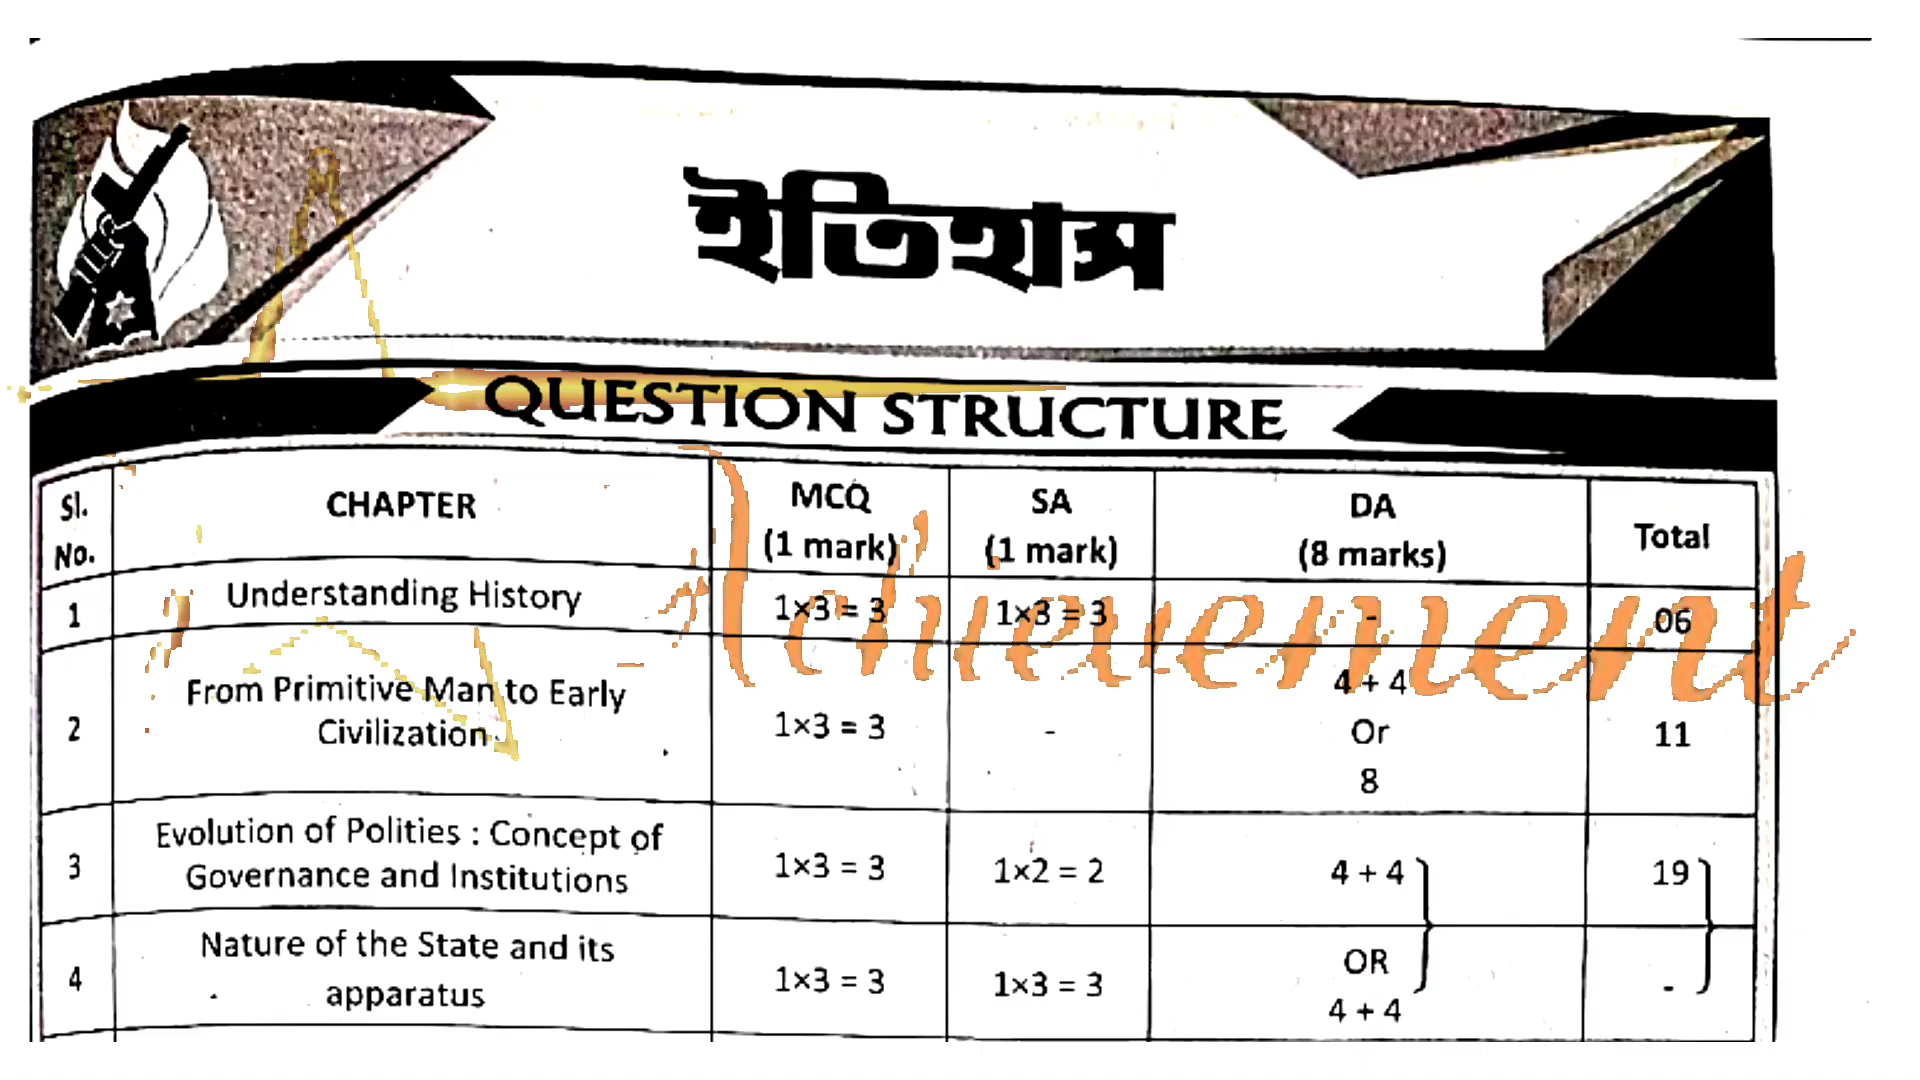 ইতিহাস
QUESTION STRUCTURE
Sl. No. CHAPTER MCQ (1 mark) SA (1 mark) DA (8 marks) Total
1 Understanding History 1×3 = 3 1×3 = 3 - 06
2 From Primitive Man to Early Civilization 1×3 = 3 - 4 + 4 Or 8 11
3 Evolution of Polities : Concept of Governance and Institutions 1×3 = 3 1×2 = 2 4 + 4 19
4 Nature of the State and its apparatus 1×3 = 3 1×3 = 3 OR 4 + 4 -
Achievement